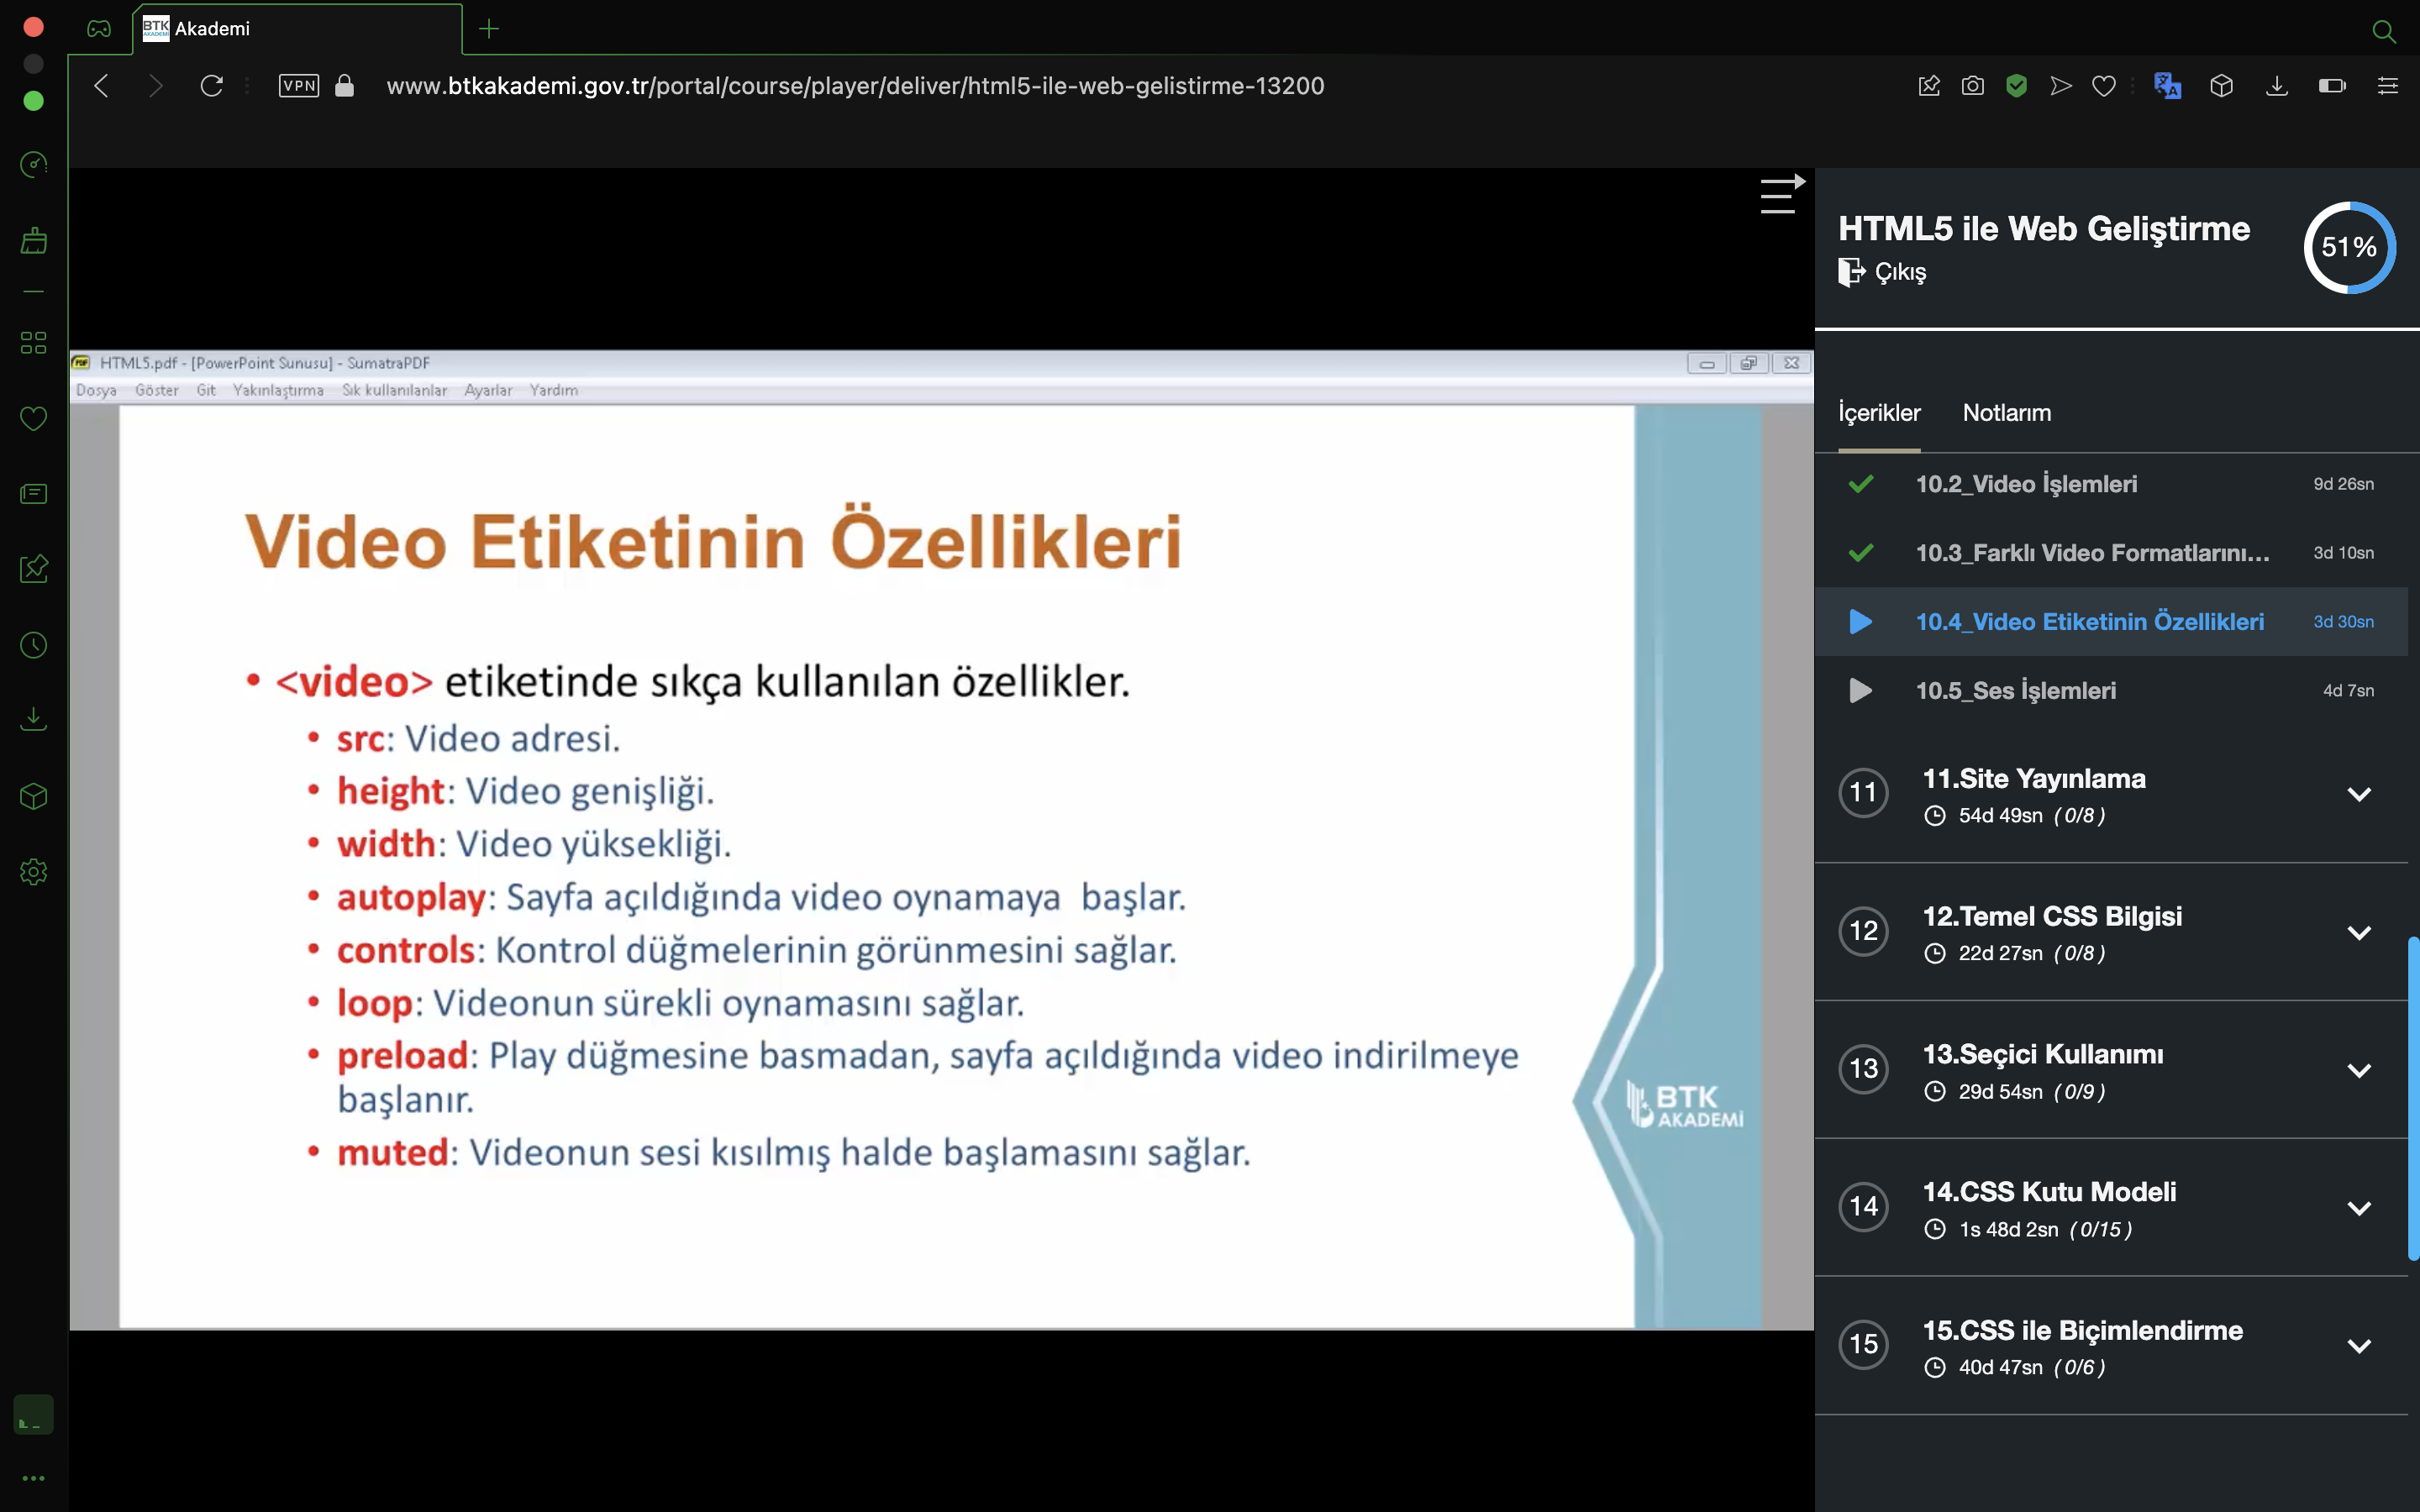 BTK AKADEMİ Akademi
VPN www.btkakademi.gov.tr/portal/course/player/deliver/html5-ile-web-gelistirme-13200
HTML5.pdf - [PowerPoint Sunusu] - SumatraPDF
Dosya Göster Git Yakınlaştırma Sık kullanılanlar Ayarlar Yardım
Video Etiketinin Özellikleri
• <video> etiketinde sıkça kullanılan özellikler.
• src: Video adresi.
• height: Video genişliği.
• width: Video yüksekliği.
• autoplay: Sayfa açıldığında video oynamaya başlar.
• controls: Kontrol düğmelerinin görünmesini sağlar.
• loop: Videonun sürekli oynamasını sağlar.
• preload: Play düğmesine basmadan, sayfa açıldığında video indirilmeye
başlanır.
• muted: Videonun sesi kısılmış halde başlamasını sağlar.
BTK
AKADEMİ
HTML5 ile Web Geliştirme
51%
Çıkış
İçerikler Notlarım
10.2_Video İşlemleri 9d 26sn
10.3_Farklı Video Formatlarını... 3d 10sn
10.4_Video Etiketinin Özellikleri 3d 30sn
10.5_Ses İşlemleri 4d 7sn
11 11.Site Yayınlama
54d 49sn (0/8)
12 12.Temel CSS Bilgisi
22d 27sn (0/8)
13 13.Seçici Kullanımı
29d 54sn (0/9)
14 14.CSS Kutu Modeli
1s 48d 2sn (0/15)
15 15.CSS ile Biçimlendirme
40d 47sn (0/6)